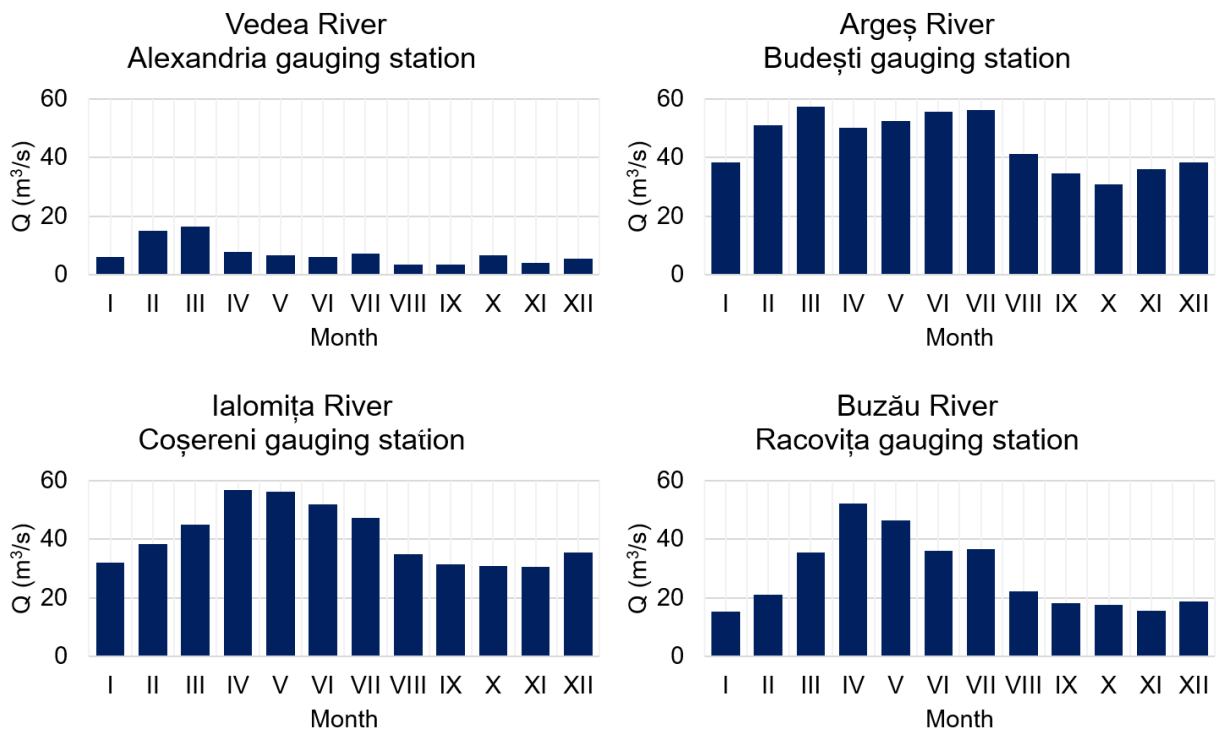 Vedea River
Alexandria gauging station
60
40
20
0
Q (m³/s)
I II III IV V VI VII VIII IX X XI XII
Month
Argeș River
Budești gauging station
60
40
20
0
Q (m³/s)
I II III IV V VI VII VIII IX X XI XII
Month
Ialomița River
Coșereni gauging station
60
40
20
0
Q (m³/s)
I II III IV V VI VII VIII IX X XI XII
Month
Buzău River
Racovița gauging station
60
40
20
0
Q (m³/s)
I II III IV V VI VII VIII IX X XI XII
Month